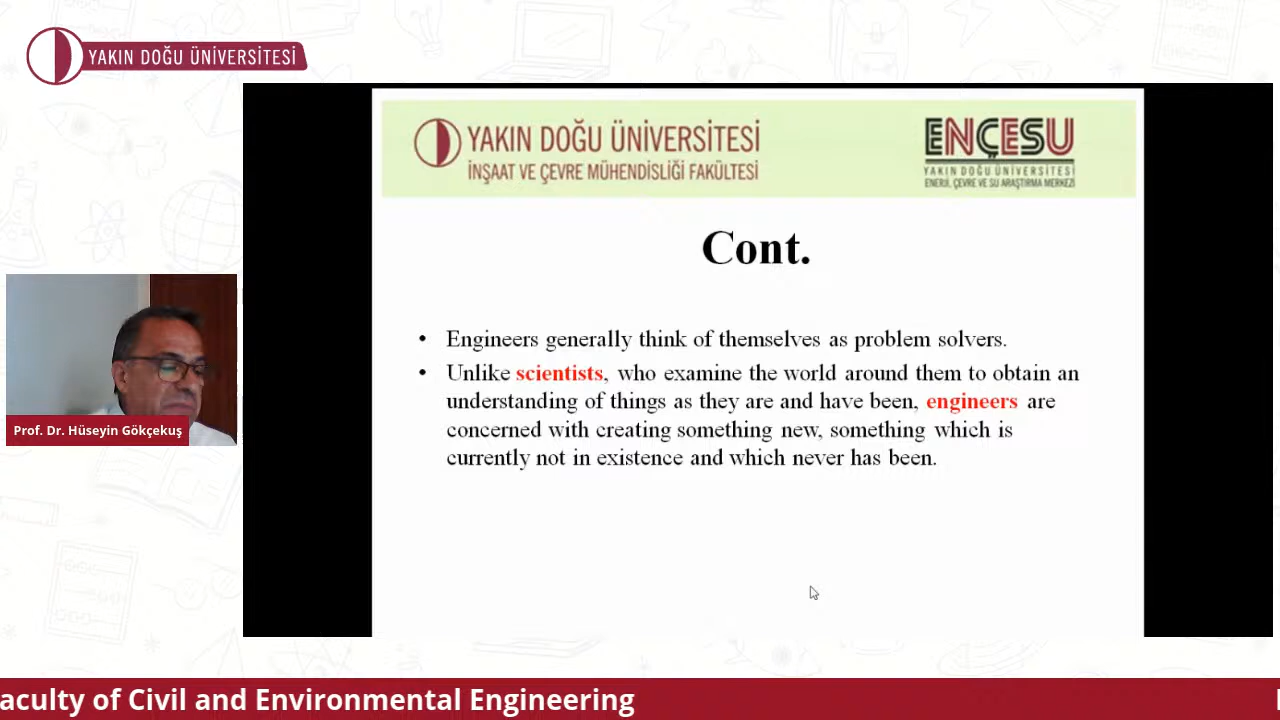 YAKIN DOĞU ÜNİVERSİTESİ
YAKIN DOĞU ÜNİVERSİTESİ
İNŞAAT VE ÇEVRE MÜHENDİSLİĞİ FAKÜLTESİ
ENÇESU
YAKIN DOĞU ÜNİVERSİTESİ
ENERJİ, ÇEVRE VE SU ARAŞTIRMA MERKEZİ
Cont.
• Engineers generally think of themselves as problem solvers.
• Unlike scientists, who examine the world around them to obtain an
understanding of things as they are and have been, engineers are
concerned with creating something new, something which is
currently not in existence and which never has been.
Prof. Dr. Hüseyin Gökçekuş
aculty of Civil and Environmental Engineering